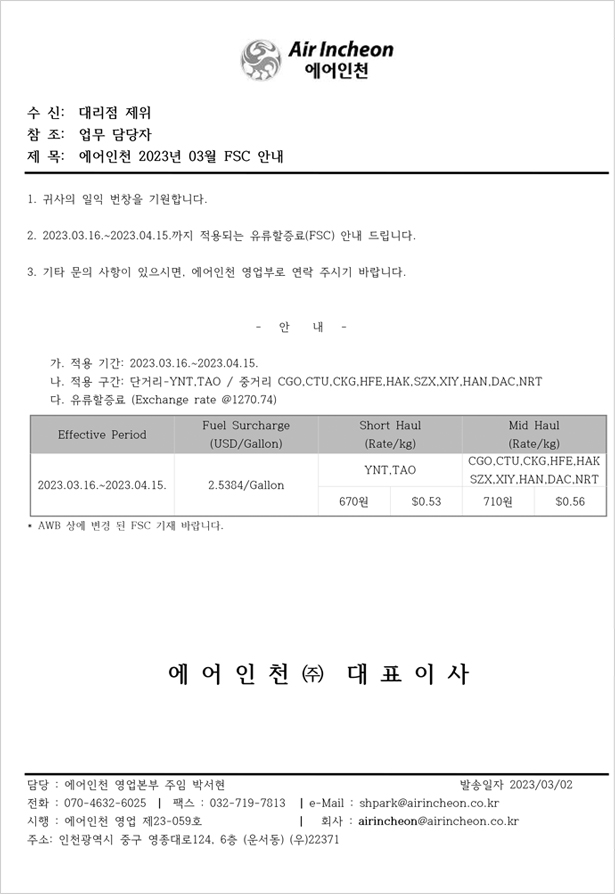 Air Incheon
에어인천
수 신: 대리점 제위
참 조: 업무 담당자
제 목: 에어인천 2023년 03월 FSC 안내
1. 귀사의 일익 번창을 기원합니다.
2. 2023.03.16.~2023.04.15.까지 적용되는 유류할증료(FSC) 안내 드립니다.
3. 기타 문의 사항이 있으시면, 에어인천 영업부로 연락 주시기 바랍니다.
- 안 내 -
가. 적용 기간: 2023.03.16.~2023.04.15.
나. 적용 구간: 단거리-YNT,TAO / 중거리 CGO,CTU,CKG,HFE,HAK,SZX,XIY,HAN,DAC,NRT
다. 유류할증료 (Exchange rate @1270.74)
Effective Period Fuel Surcharge (USD/Gallon) Short Haul (Rate/kg) Mid Haul (Rate/kg)
2023.03.16.~2023.04.15. 2.5384/Gallon YNT,TAO CGO,CTU,CKG,HFE,HAK
SZX,XIY,HAN,DAC,NRT
670원 $0.53 710원 $0.56
* AWB 상에 변경 된 FSC 기재 바랍니다.
에 어 인 천 ㈜ 대 표 이 사
담당 : 에어인천 영업본부 주임 박서현 발송일자 2023/03/02
전화 : 070-4632-6025 | 팩스 : 032-719-7813 | e-Mail : shpark@airincheon.co.kr
시행 : 에어인천 영업 제23-059호 | 회사 : airincheon@airincheon.co.kr
주소: 인천광역시 중구 영종대로124, 6층 (운서동) (우)22371